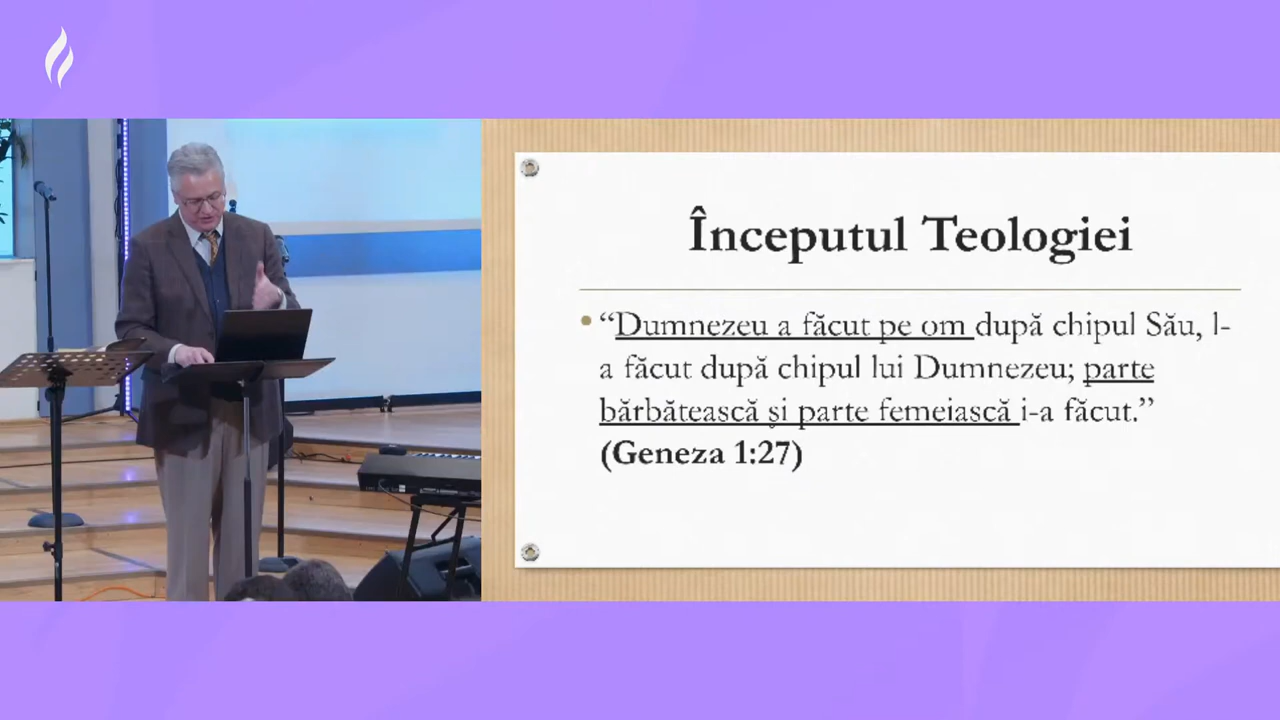 Începutul Teologiei
• “Dumnezeu a făcut pe om după chipul Său, l-
a făcut după chipul lui Dumnezeu; parte
bărbătească și parte femeiască i-a făcut.”
(Geneza 1:27)